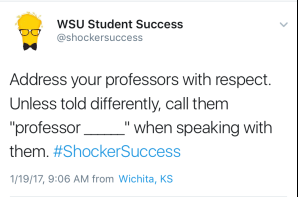 WSU Student Success
@shockersuccess
Address your professors with respect.
Unless told differently, call them
"professor ______" when speaking with
them. #ShockerSuccess
1/19/17, 9:06 AM from Wichita, KS